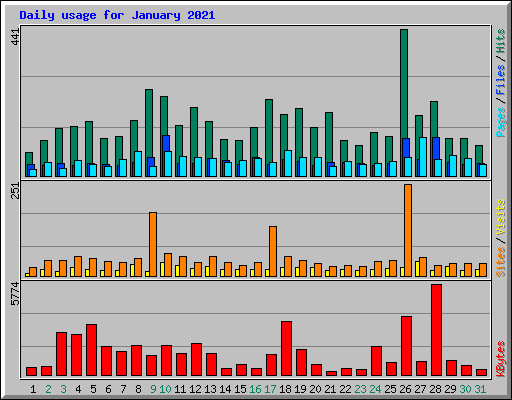 Daily usage for January 2021
441
251
5774
Pages / Files / Hits
Sites / Visits
KBytes
1 2 3 4 5 6 7 8 9 10 11 12 13 14 15 16 17 18 19 20 21 22 23 24 25 26 27 28 29 30 31